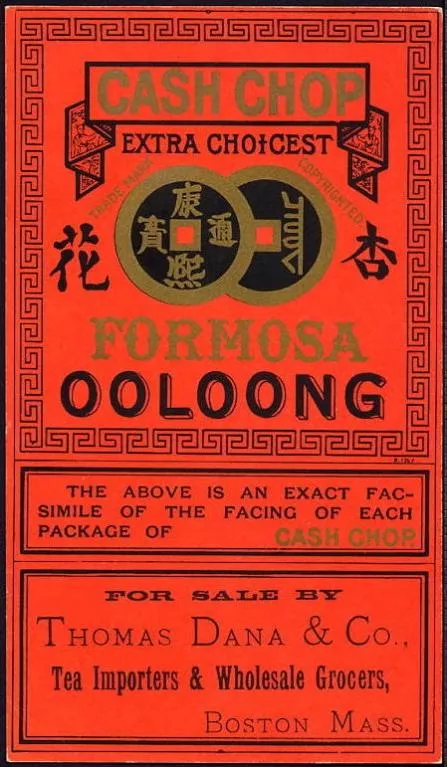 CASH CHOP
EXTRA CHOICEST
TRADE MARK
COPYRIGHTED.
康
寶 通
熙
花 杏
FORMOSA
OOLOONG
THE ABOVE IS AN EXACT FAC-
SIMILE OF THE FACING OF EACH
PACKAGE OF CASH CHOP.
FOR SALE BY
THOMAS DANA & CO.,
Tea Importers & Wholesale Grocers,
BOSTON MASS.